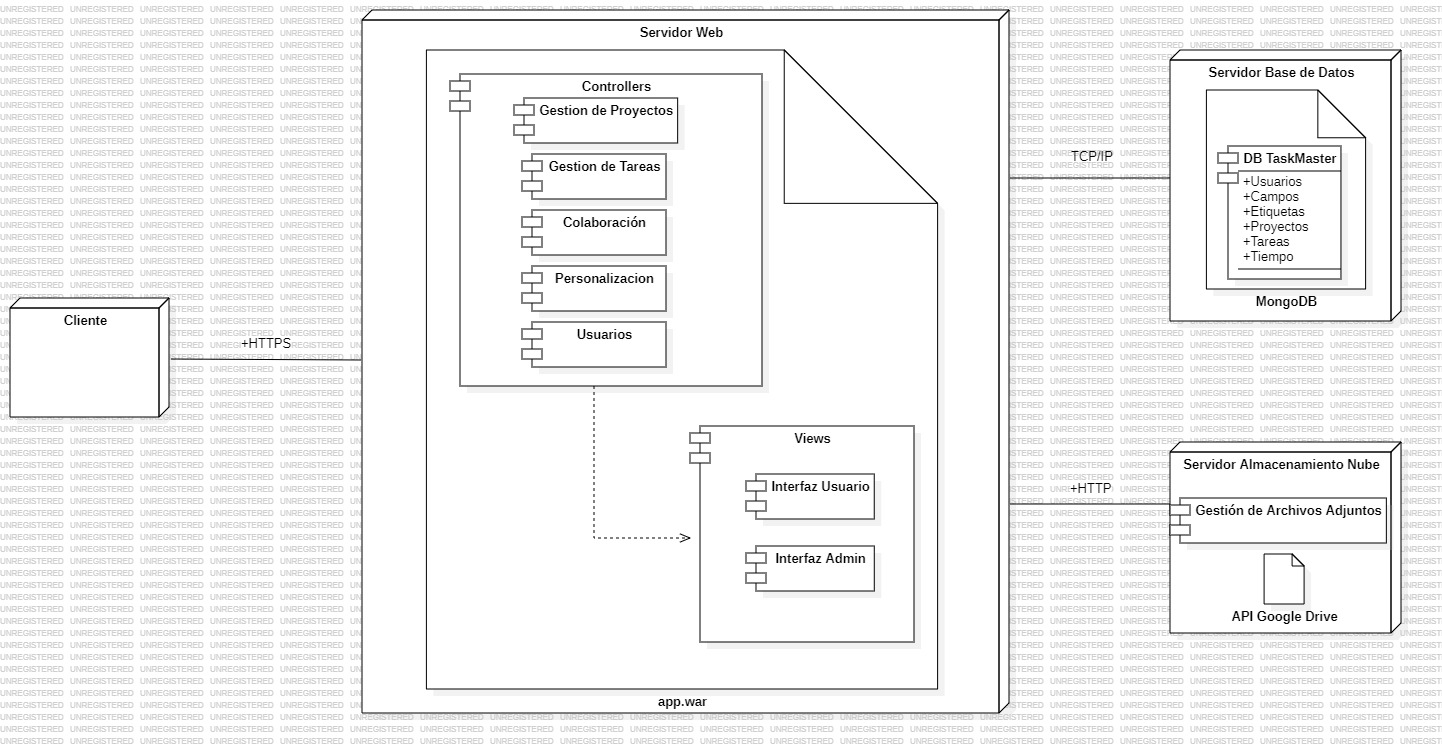 Servidor Web
Controllers
Gestion de Proyectos
Gestion de Tareas
Colaboración
Personalizacion
Usuarios
Views
Interfaz Usuario
Interfaz Admin
app.war
Cliente
+HTTPS
TCP/IP
Servidor Base de Datos
DB TaskMaster
+Usuarios
+Campos
+Etiquetas
+Proyectos
+Tareas
+Tiempo
MongoDB
+HTTP
Servidor Almacenamiento Nube
Gestión de Archivos Adjuntos
API Google Drive
UNREGISTERED